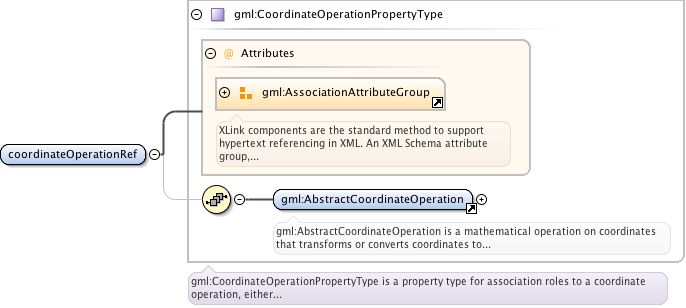 gml:CoordinateOperationPropertyType
@ Attributes
gml:AssociationAttributeGroup
XLink components are the standard method to support
hypertext referencing in XML. An XML Schema attribute
group,...
coordinateOperationRef
gml:AbstractCoordinateOperation
gml:AbstractCoordinateOperation is a mathematical operation on coordinates
that transforms or converts coordinates to...
gml:CoordinateOperationPropertyType is a property type for association roles to a coordinate
operation, either...